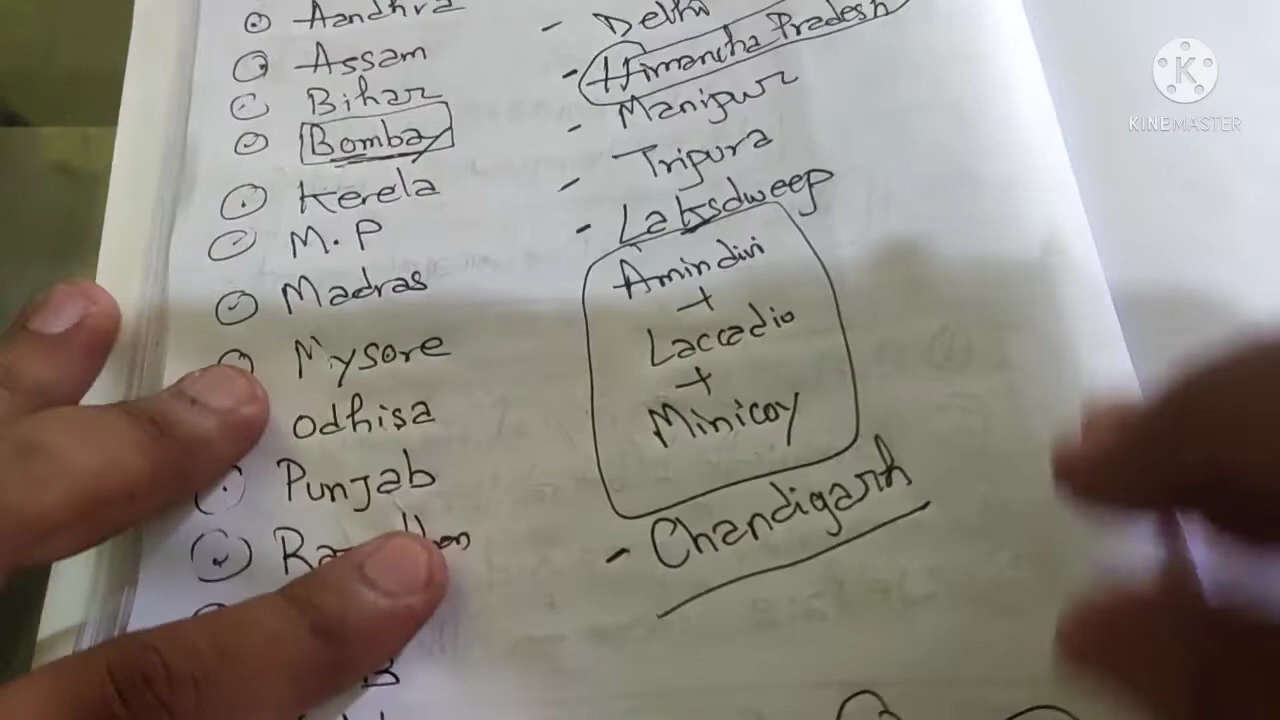 Aandhra
Assam
Bihar
Bombay
Kerela
M.P
Madras
Mysore
odhisa
Punjab
- Delhi
- Himancha Pradesh
- Manipur
- Tripura
- Laksdweep
Amindivi
+
Laccadio
+
Minicoy
- Chandigarh
KINEMASTER